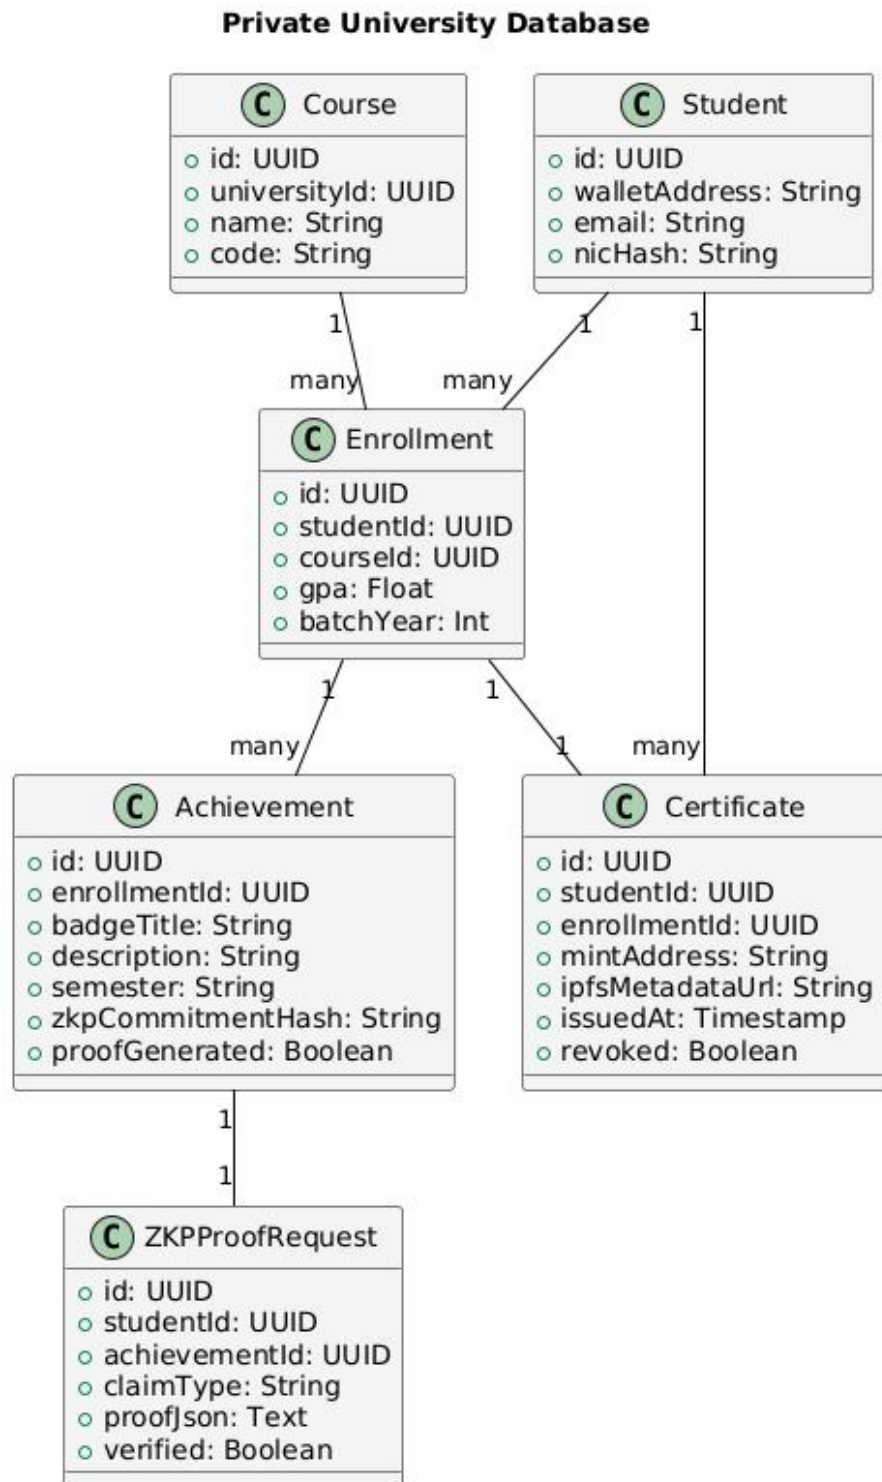 Private University Database
C Course
id: UUID
universityId: UUID
name: String
code: String
C Student
id: UUID
walletAddress: String
email: String
nicHash: String
1
many
1
many
1
many
C Enrollment
id: UUID
studentId: UUID
courseId: UUID
gpa: Float
batchYear: Int
1
many
1
1
C Achievement
id: UUID
enrollmentId: UUID
badgeTitle: String
description: String
semester: String
zkpCommitmentHash: String
proofGenerated: Boolean
C Certificate
id: UUID
studentId: UUID
enrollmentId: UUID
mintAddress: String
ipfsMetadataUrl: String
issuedAt: Timestamp
revoked: Boolean
1
1
C ZKPProofRequest
id: UUID
studentId: UUID
achievementId: UUID
claimType: String
proofJson: Text
verified: Boolean